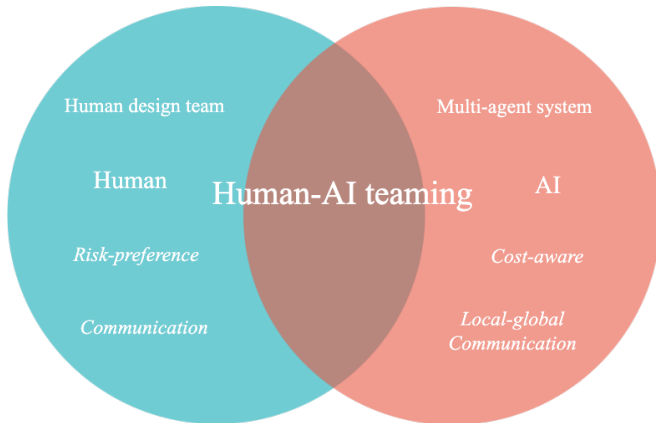 Human design team
Multi-agent system
Human
Human-AI teaming
AI
Risk-preference
Cost-aware
Communication
Local-global
Communication